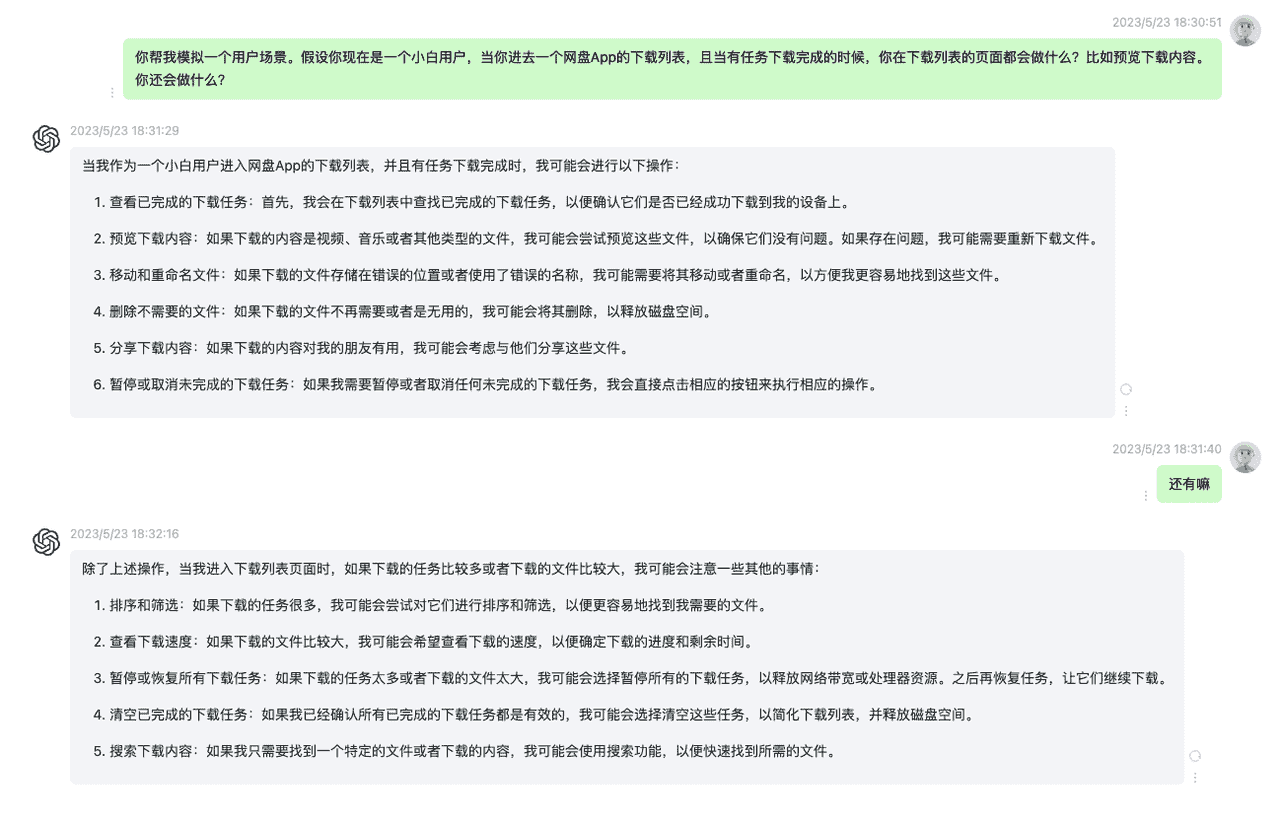 2023/5/23 18:30:51
你帮我模拟一个用户场景。假设你现在是一个小白用户，当你进去一个网盘App的下载列表，且当有任务下载完成的时候，你在下载列表的页面都会做什么？比如预览下载内容。
你还会做什么？
2023/5/23 18:31:29
当我作为一个小白用户进入网盘App的下载列表，并且有任务下载完成时，我可能会进行以下操作：
1. 查看已完成的下载任务：首先，我会在下载列表中查找已完成的下载任务，以便确认它们是否已经成功下载到我的设备上。
2. 预览下载内容：如果下载的内容是视频、音乐或者其他类型的文件，我可能会尝试预览这些文件，以确保它们没有问题。如果存在问题，我可能需要重新下载文件。
3. 移动和重命名文件：如果下载的文件存储在错误的位置或者使用了错误的名称，我可能需要将其移动或者重命名，以方便我更容易地找到这些文件。
4. 删除不需要的文件：如果下载的文件不再需要或者是无用的，我可能会将其删除，以释放磁盘空间。
5. 分享下载内容：如果下载的内容对我的朋友有用，我可能会考虑与他们分享这些文件。
6. 暂停或取消未完成的下载任务：如果我需要暂停或者取消任何未完成的下载任务，我会直接点击相应的按钮来执行相应的操作。
2023/5/23 18:31:40
还有嘛
2023/5/23 18:32:16
除了上述操作，当我进入下载列表页面时，如果下载的任务比较多或者下载的文件比较大，我可能会注意一些其他的事情：
1. 排序和筛选：如果下载的任务很多，我可能会尝试对它们进行排序和筛选，以便更容易地找到我需要的文件。
2. 查看下载速度：如果下载的文件比较大，我可能会希望查看下载的速度，以便确定下载的进度和剩余时间。
3. 暂停或恢复所有下载任务：如果下载的任务太多或者下载的文件太大，我可能会选择暂停所有的下载任务，以释放网络带宽或处理器资源。之后再恢复任务，让它们继续下载。
4. 清空已完成的下载任务：如果我已经确认所有已完成的下载任务都是有效的，我可能会选择清空这些任务，以简化下载列表，并释放磁盘空间。
5. 搜索下载内容：如果我只需要找到一个特定的文件或者下载的内容，我可能会使用搜索功能，以便快速找到所需的文件。